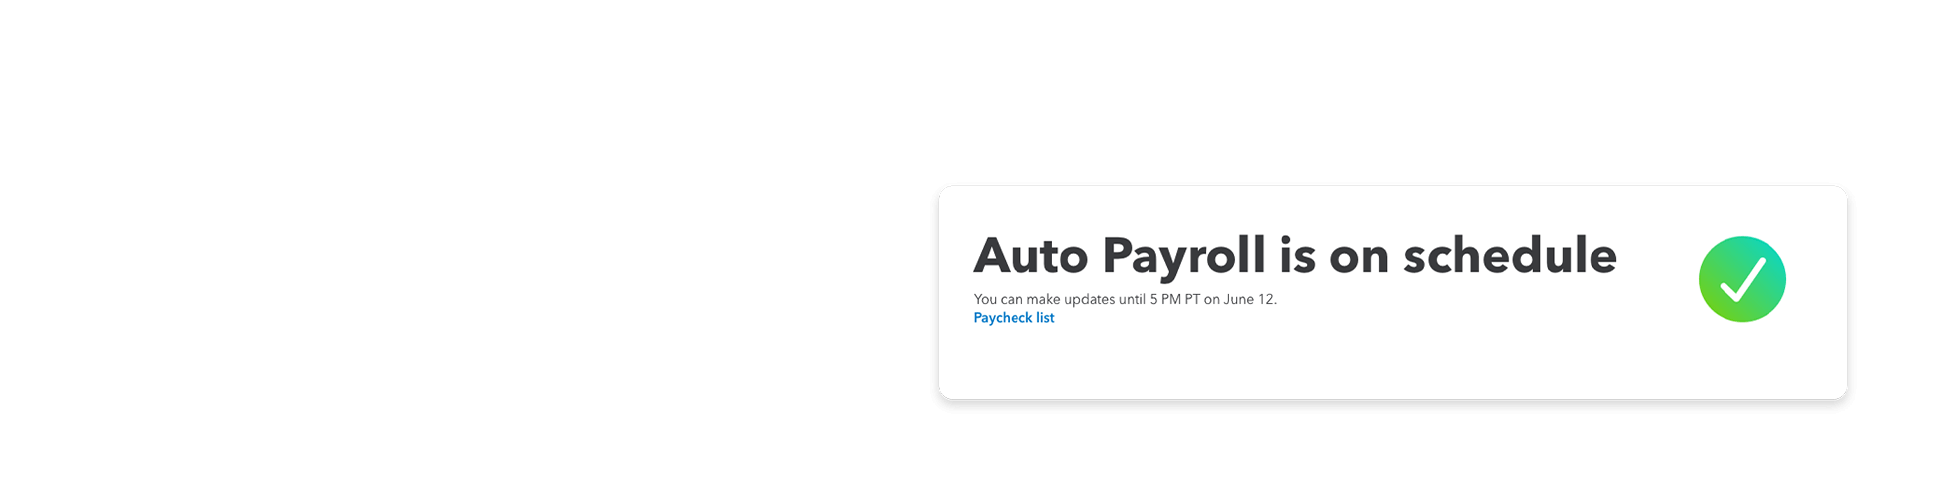 Auto Payroll is on schedule
You can make updates until 5 PM PT on June 12.
Paycheck list